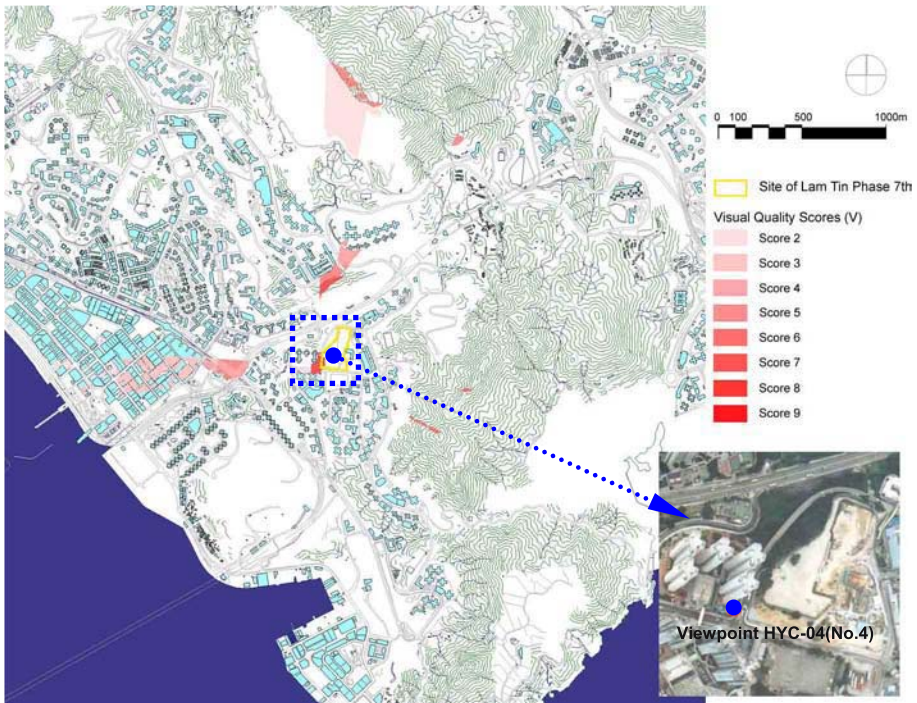 0 100 500 1000m
Site of Lam Tin Phase 7th
Visual Quality Scores (V)
Score 2
Score 3
Score 4
Score 5
Score 6
Score 7
Score 8
Score 9
Viewpoint HYC-04(No.4)